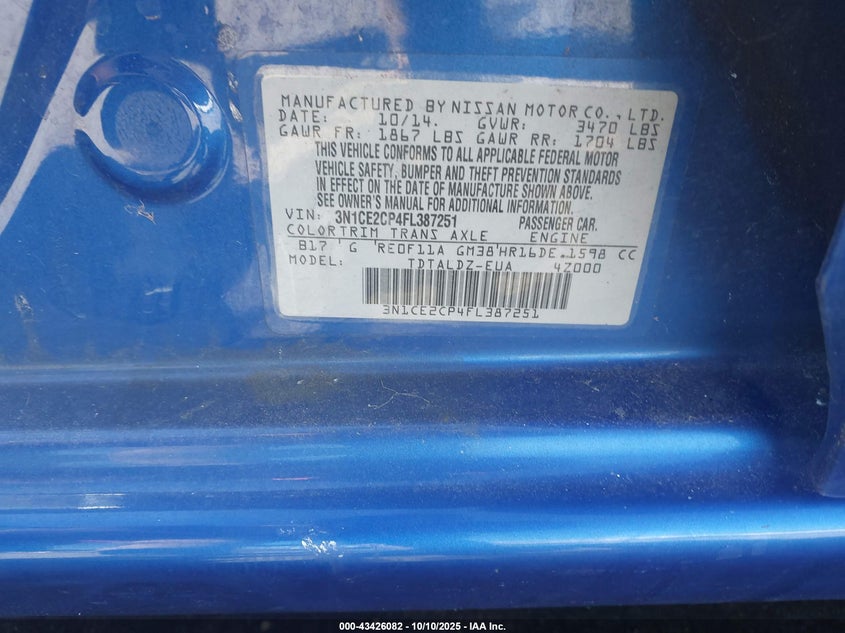 MANUFACTURED BY NISSAN MOTOR CO., LTD.
DATE: 10/14. GVWR: 3470 LBS
GAWR FR: 1867 LBS GAWR RR: 1704 LBS
THIS VEHICLE CONFORMS TO ALL APPLICABLE FEDERAL MOTOR
VEHICLE SAFETY, BUMPER AND THEFT PREVENTION STANDARDS
IN EFFECT ON THE DATE OF MANUFACTURE SHOWN ABOVE.
SEE OWNER'S MANUAL FOR ADDITIONAL INFORMATION.
VIN: 3N1CE2CP4FL387251 PASSENGER CAR.
COLOR TRIM TRANS AXLE ENGINE
B17 G RE0F11A GM38 HR16DE 1598 CC
MODEL: TDTALDZ-EUA 4Z000
3N1CE2CP4FL387251
000-43426082 - 10/10/2025 - IAA Inc.